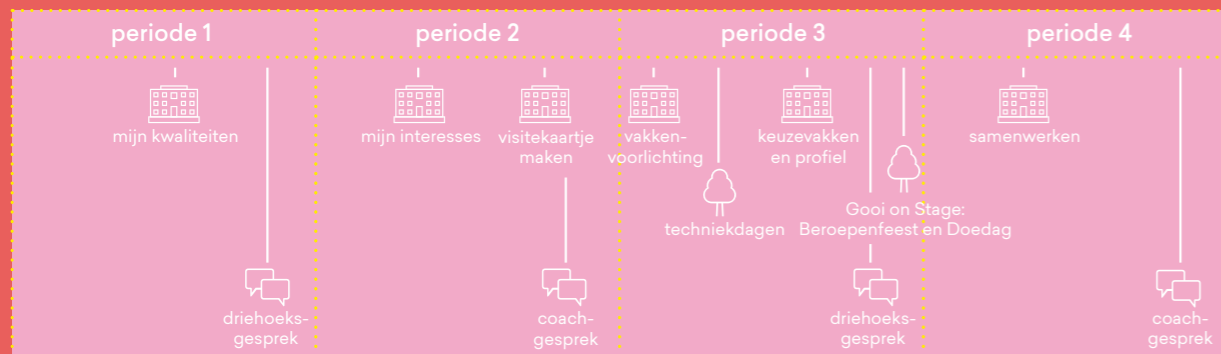 periode 1
periode 2
periode 3
periode 4
mijn kwaliteiten
mijn interesses
visitekaartje
maken
vakken-
voorlichting
keuzevakken
en profiel
samenwerken
techniekdagen
Gooi on Stage:
Beroepenfeest en Doedag
driehoeks-
gesprek
coach-
gesprek
driehoeks-
gesprek
coach-
gesprek